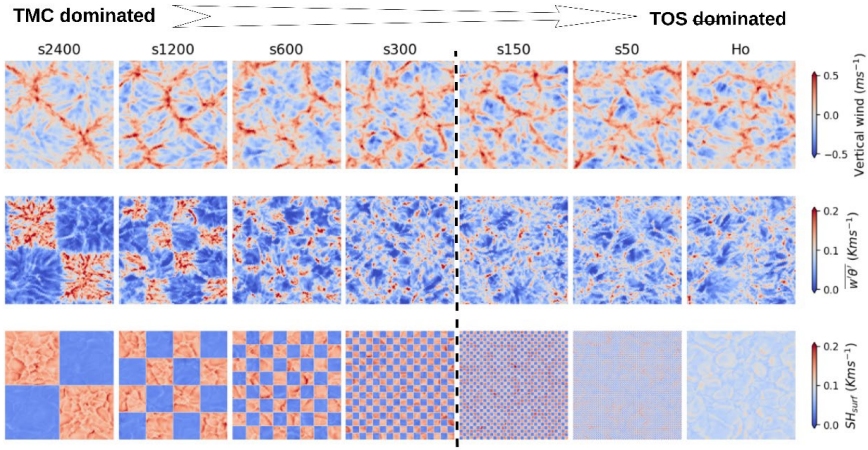 TMC dominated
TOS dominated
s2400 s1200 s600 s300 s150 s50 Ho
0.5
0.0
−0.5
Vertical wind (ms⁻¹)
0.2
0.1
0.0
w′θ′ (Kms⁻¹)
0.2
0.1
0.0
SH_surf (Kms⁻¹)